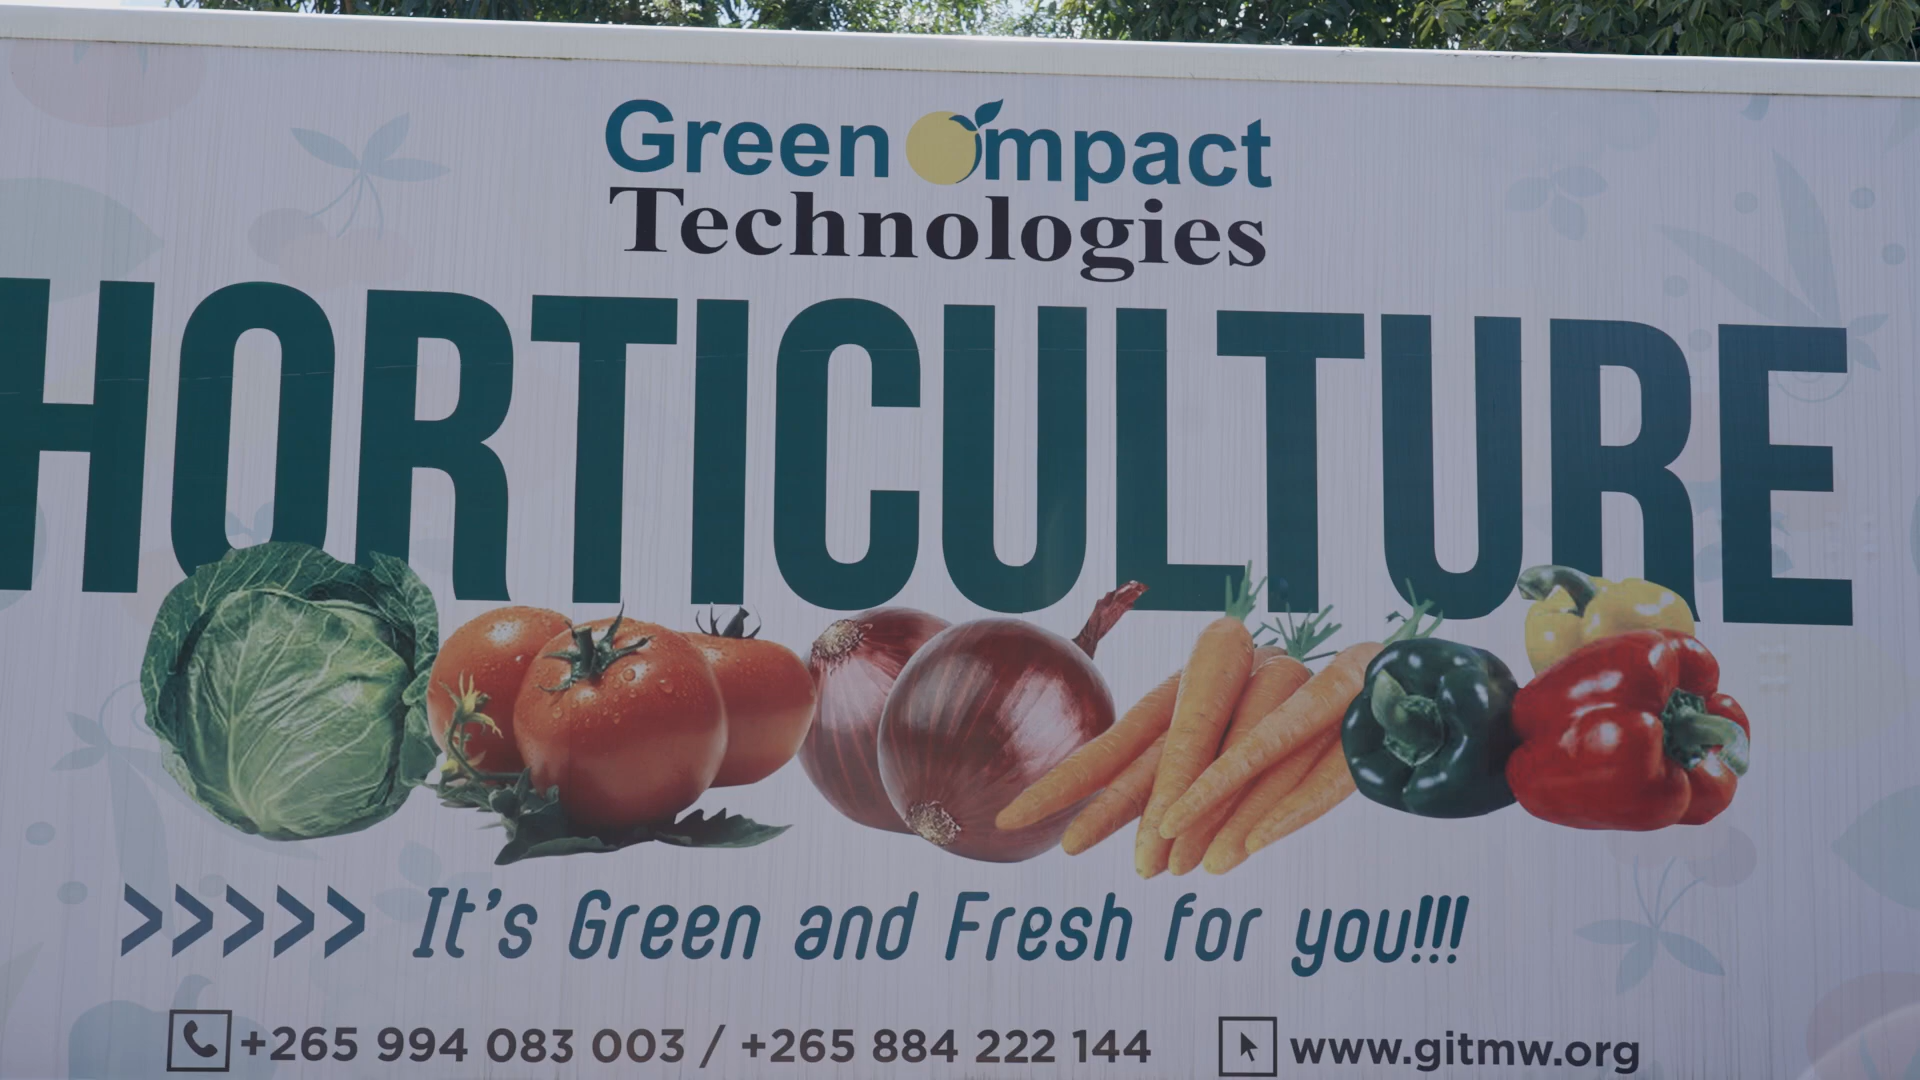 Green Impact
Technologies
HORTICULTURE
>>>>> It's Green and Fresh for you!!!
+265 994 083 003 / +265 884 222 144 www.gitmw.org